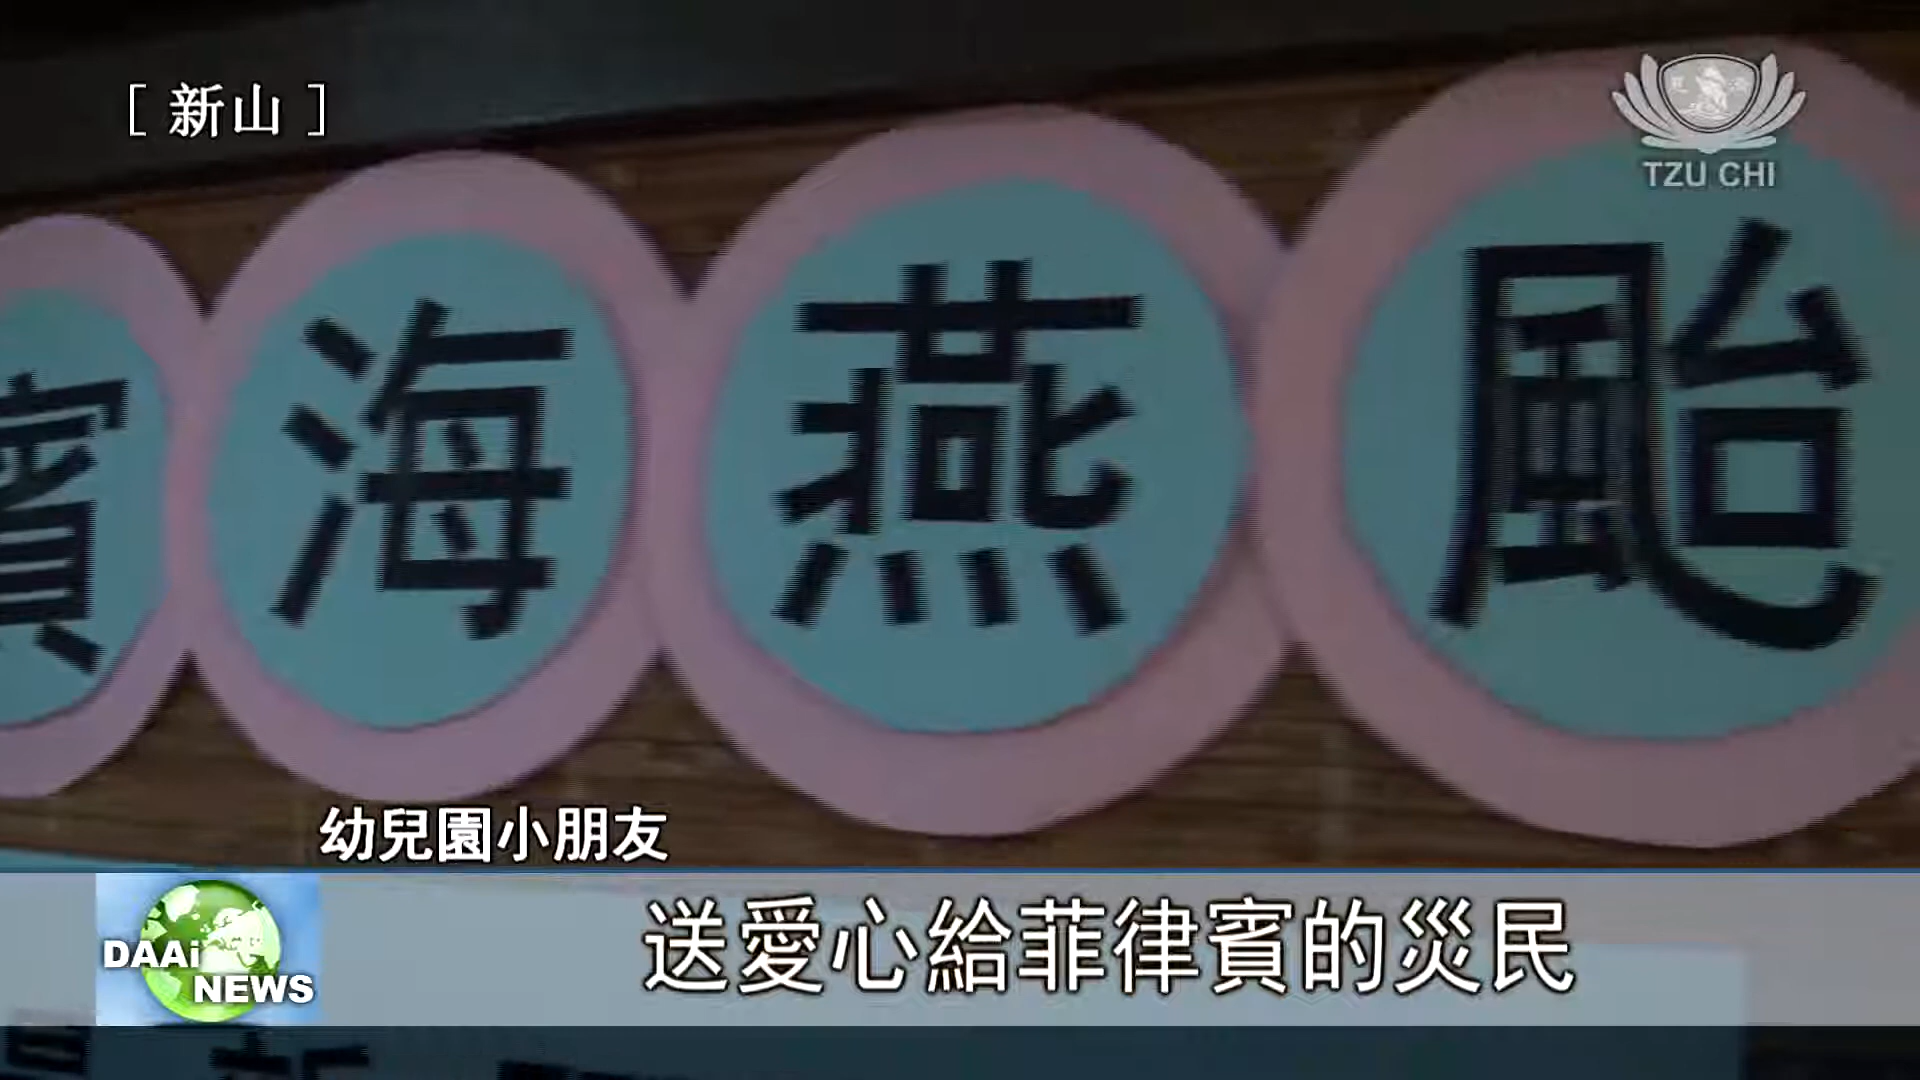 [ 新山 ]
TZU CHI
賓海燕颱
幼兒園小朋友
DAAi
NEWS
送愛心給菲律賓的災民